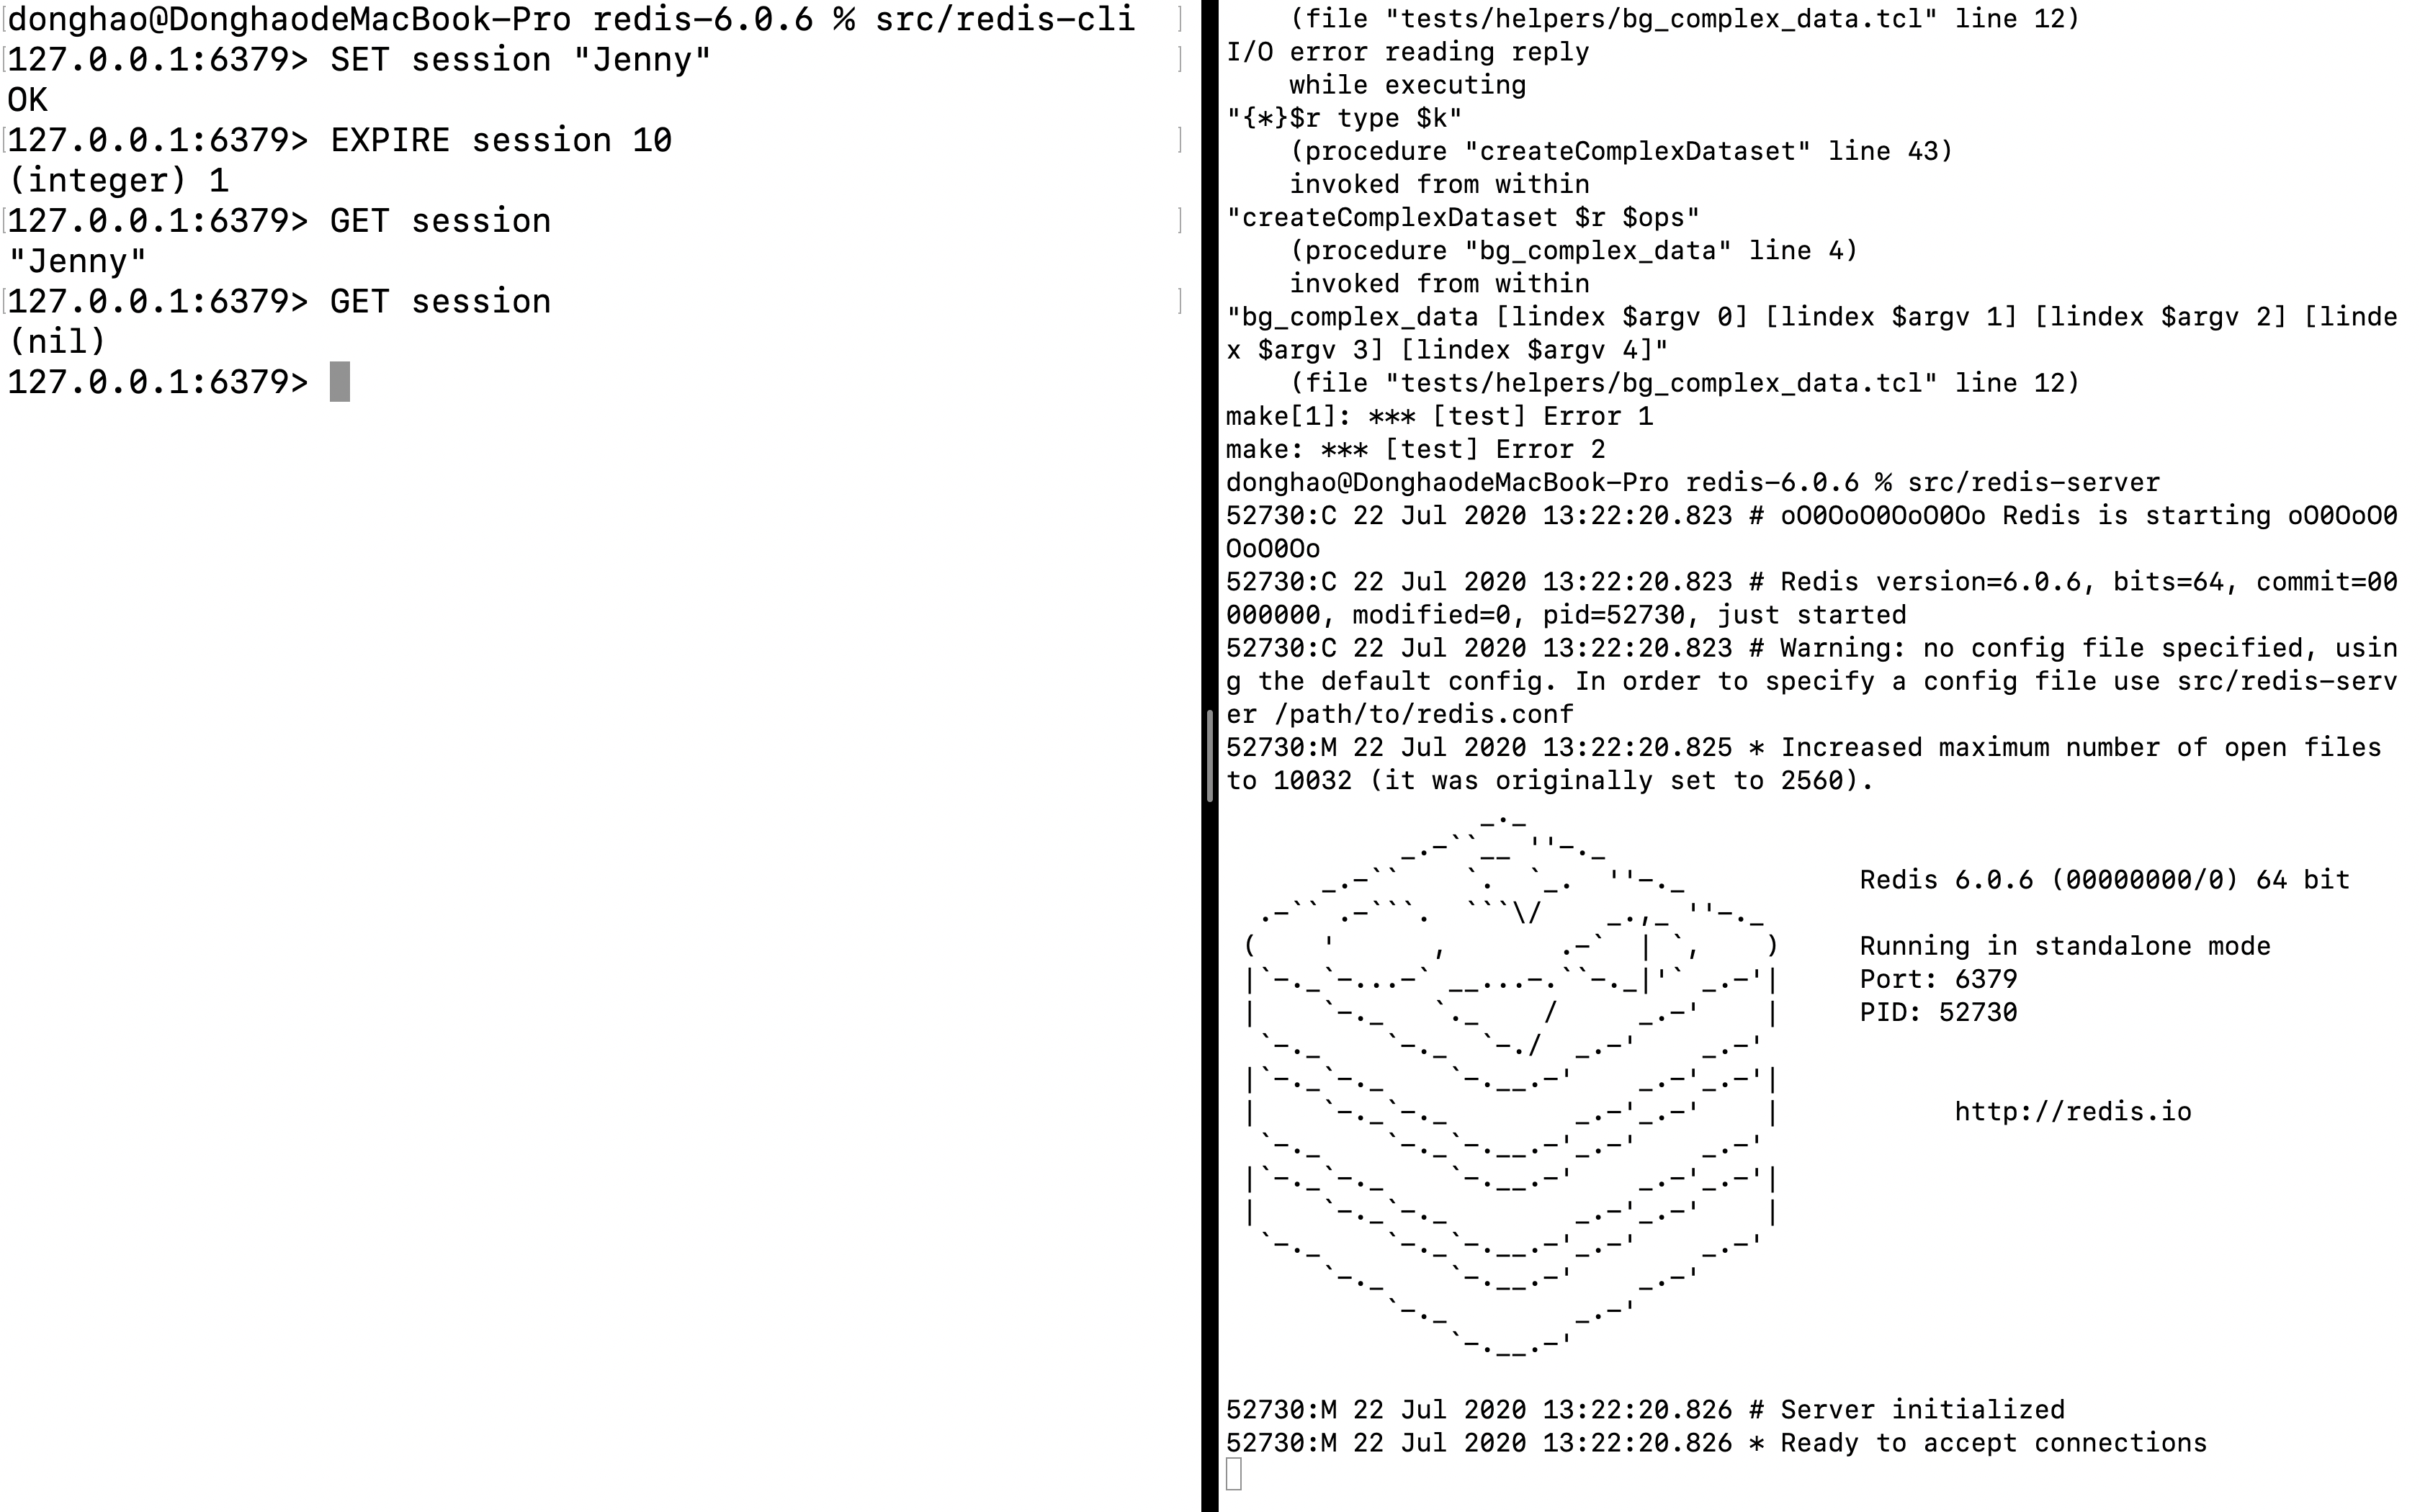 donghao@DonghaodeMacBook-Pro redis-6.0.6 % src/redis-cli
127.0.0.1:6379> SET session "Jenny"
OK
127.0.0.1:6379> EXPIRE session 10
(integer) 1
127.0.0.1:6379> GET session
"Jenny"
127.0.0.1:6379> GET session
(nil)
127.0.0.1:6379>
    (file "tests/helpers/bg_complex_data.tcl" line 12)
I/O error reading reply
    while executing
"{*}$r type $k"
    (procedure "createComplexDataset" line 43)
    invoked from within
"createComplexDataset $r $ops"
    (procedure "bg_complex_data" line 4)
    invoked from within
"bg_complex_data [lindex $argv 0] [lindex $argv 1] [lindex $argv 2] [linde
x $argv 3] [lindex $argv 4]"
    (file "tests/helpers/bg_complex_data.tcl" line 12)
make[1]: *** [test] Error 1
make: *** [test] Error 2
donghao@DonghaodeMacBook-Pro redis-6.0.6 % src/redis-server
52730:C 22 Jul 2020 13:22:20.823 # oO0OoO0OoO0Oo Redis is starting oO0OoO0
OoO0Oo
52730:C 22 Jul 2020 13:22:20.823 # Redis version=6.0.6, bits=64, commit=00
000000, modified=0, pid=52730, just started
52730:C 22 Jul 2020 13:22:20.823 # Warning: no config file specified, usin
g the default config. In order to specify a config file use src/redis-serv
er /path/to/redis.conf
52730:M 22 Jul 2020 13:22:20.825 * Increased maximum number of open files
to 10032 (it was originally set to 2560).
Redis 6.0.6 (00000000/0) 64 bit
Running in standalone mode
Port: 6379
PID: 52730
http://redis.io
52730:M 22 Jul 2020 13:22:20.826 # Server initialized
52730:M 22 Jul 2020 13:22:20.826 * Ready to accept connections